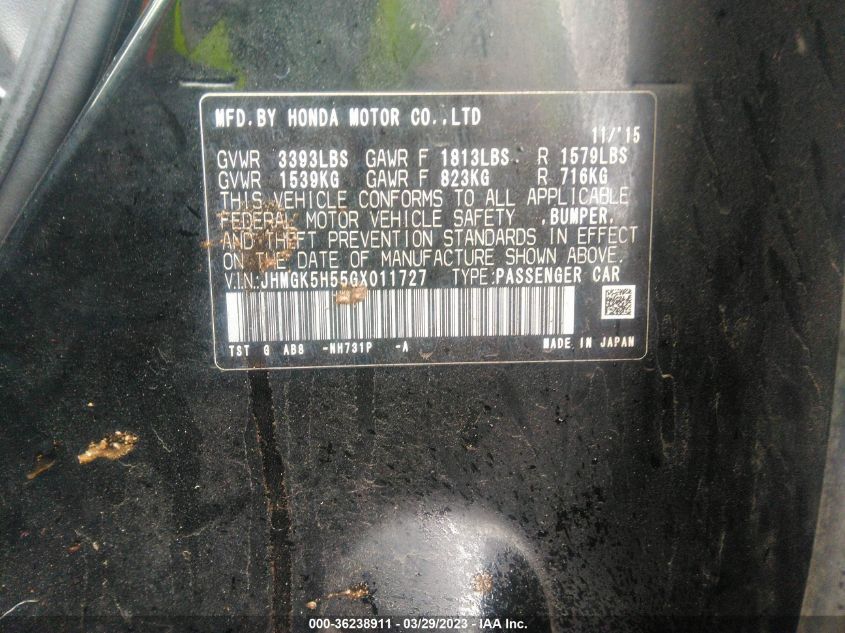 MFD.BY HONDA MOTOR CO.,LTD
11/'15
GVWR 3393LBS GAWR F 1813LBS R 1579LBS
GVWR 1539KG GAWR F 823KG R 716KG
THIS VEHICLE CONFORMS TO ALL APPLICABLE
FEDERAL MOTOR VEHICLE SAFETY ,BUMPER,
AND THEFT PREVENTION STANDARDS IN EFFECT
ON THE DATE OF MANUFACTURE SHOWN ABOVE.
V.I.N.:JHMGK5H55GX011727 TYPE:PASSENGER CAR
TST G AB8 -NH731P -A MADE IN JAPAN
000-36238911 - 03/29/2023 - IAA Inc.